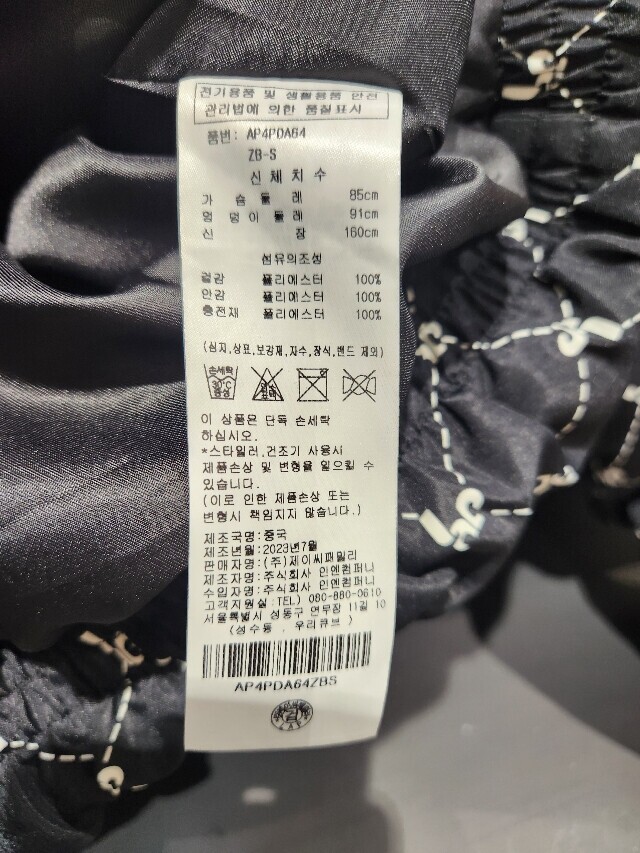 전기용품 및 생활용품 안전
관리법에 의한 품질표시
품번: AP4PDA64
ZB-S
신체치수
가슴둘레 85cm
엉덩이둘레 91cm
신장 160cm
섬유의조성
겉감 폴리에스터 100%
안감 폴리에스터 100%
충전재 폴리에스터 100%
(심지,상표,보강재,자수,장식,밴드 제외)
손세탁
30℃
중성
이 상품은 단독 손세탁
하십시오.
*스타일러,건조기 사용시
제품손상 및 변형을 일으킬 수
있습니다.
(이로 인한 제품손상 또는
변형시 책임지지 않습니다.)
제조국명:중국
제조년월:2023년7월
판매자명:(주)제이씨패밀리
제조자명:주식회사 인앤컴퍼니
수입자명:주식회사 인앤컴퍼니
고객지원실:TEL) 080-880-0610
서울특별시 성동구 연무장 11길 10
(성수동 , 우리큐브 )
AP4PDA64ZBS